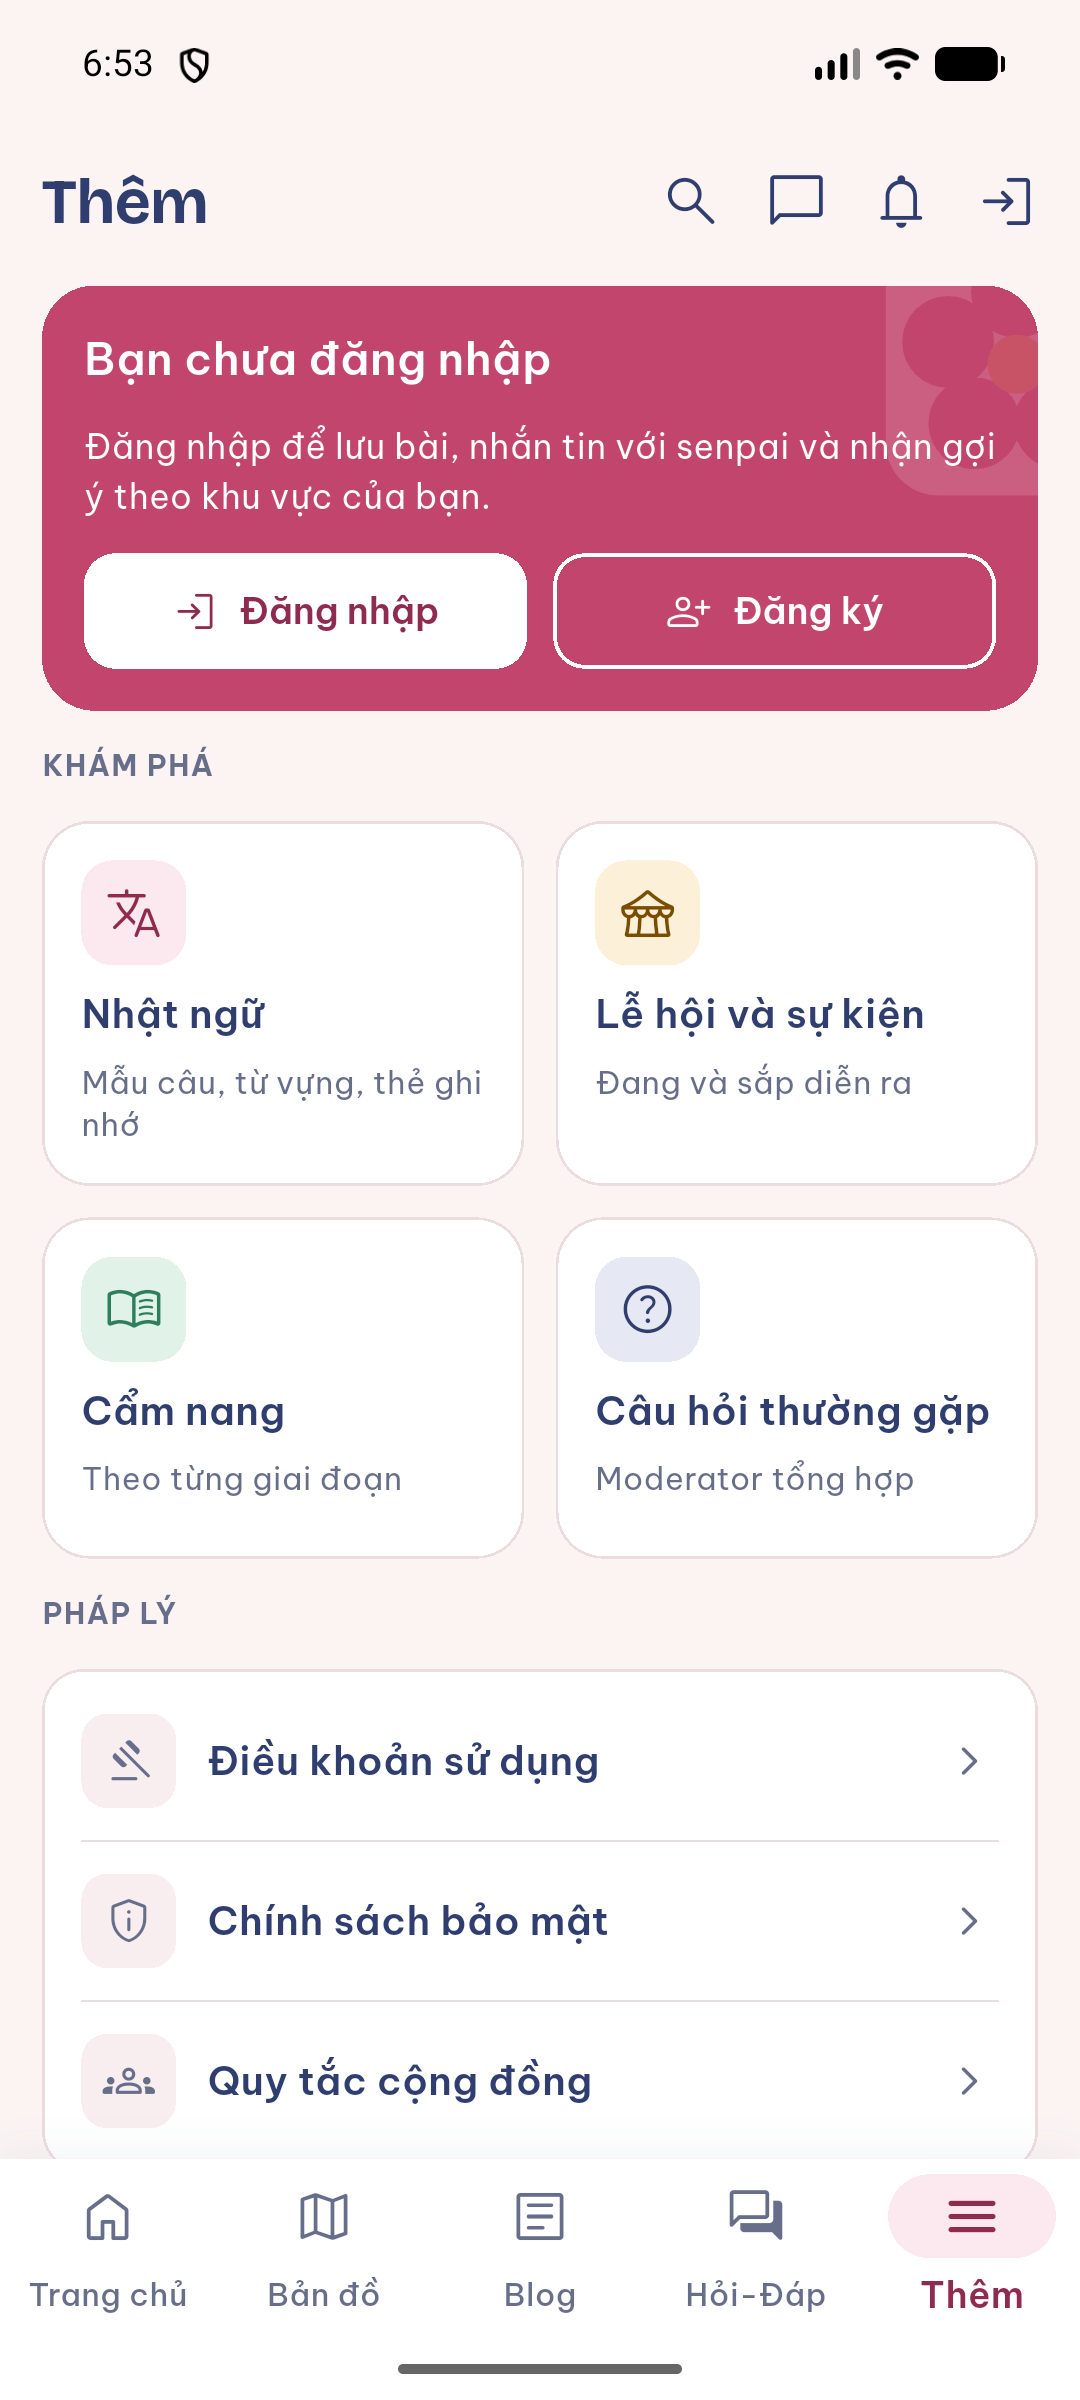 6:53
Thêm
Bạn chưa đăng nhập
Đăng nhập để lưu bài, nhắn tin với senpai và nhận gợi
ý theo khu vực của bạn.
Đăng nhập
Đăng ký
KHÁM PHÁ
Nhật ngữ
Mẫu câu, từ vựng, thẻ ghi
nhớ
Lễ hội và sự kiện
Đang và sắp diễn ra
Cẩm nang
Theo từng giai đoạn
Câu hỏi thường gặp
Moderator tổng hợp
PHÁP LÝ
Điều khoản sử dụng
Chính sách bảo mật
Quy tắc cộng đồng
Trang chủ
Bản đồ
Blog
Hỏi-Đáp
Thêm